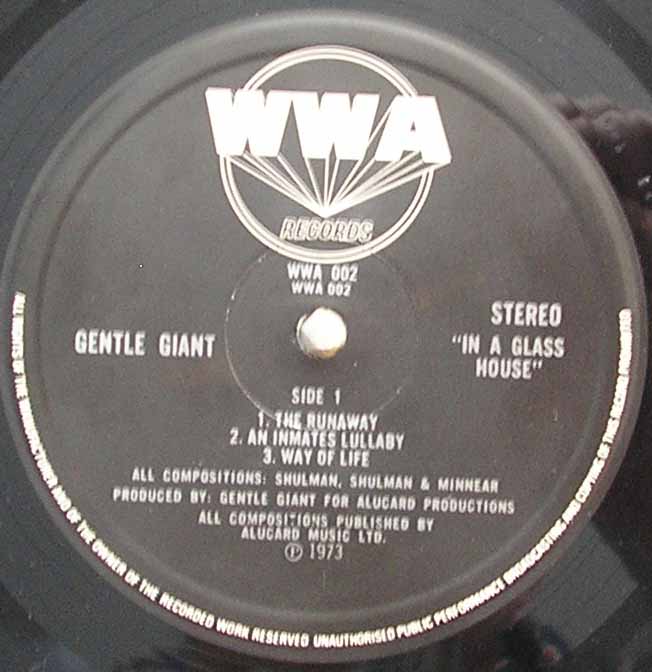 WWA
RECORDS
WWA 002
WWA 002
STEREO
GENTLE GIANT
"IN A GLASS
HOUSE"
SIDE 1
1. THE RUNAWAY
2. AN INMATES LULLABY
3. WAY OF LIFE
ALL COMPOSITIONS: SHULMAN, SHULMAN & MINNEAR
PRODUCED BY: GENTLE GIANT FOR ALUCARD PRODUCTIONS
ALL COMPOSITIONS PUBLISHED BY
ALUCARD MUSIC LTD.
Ⓟ 1973
ALL RIGHTS OF THE MANUFACTURER AND OF THE OWNER OF THE RECORDED WORK RESERVED UNAUTHORISED PUBLIC PERFORMANCE BROADCASTING AND COPYING OF THIS RECORD PROHIBITED